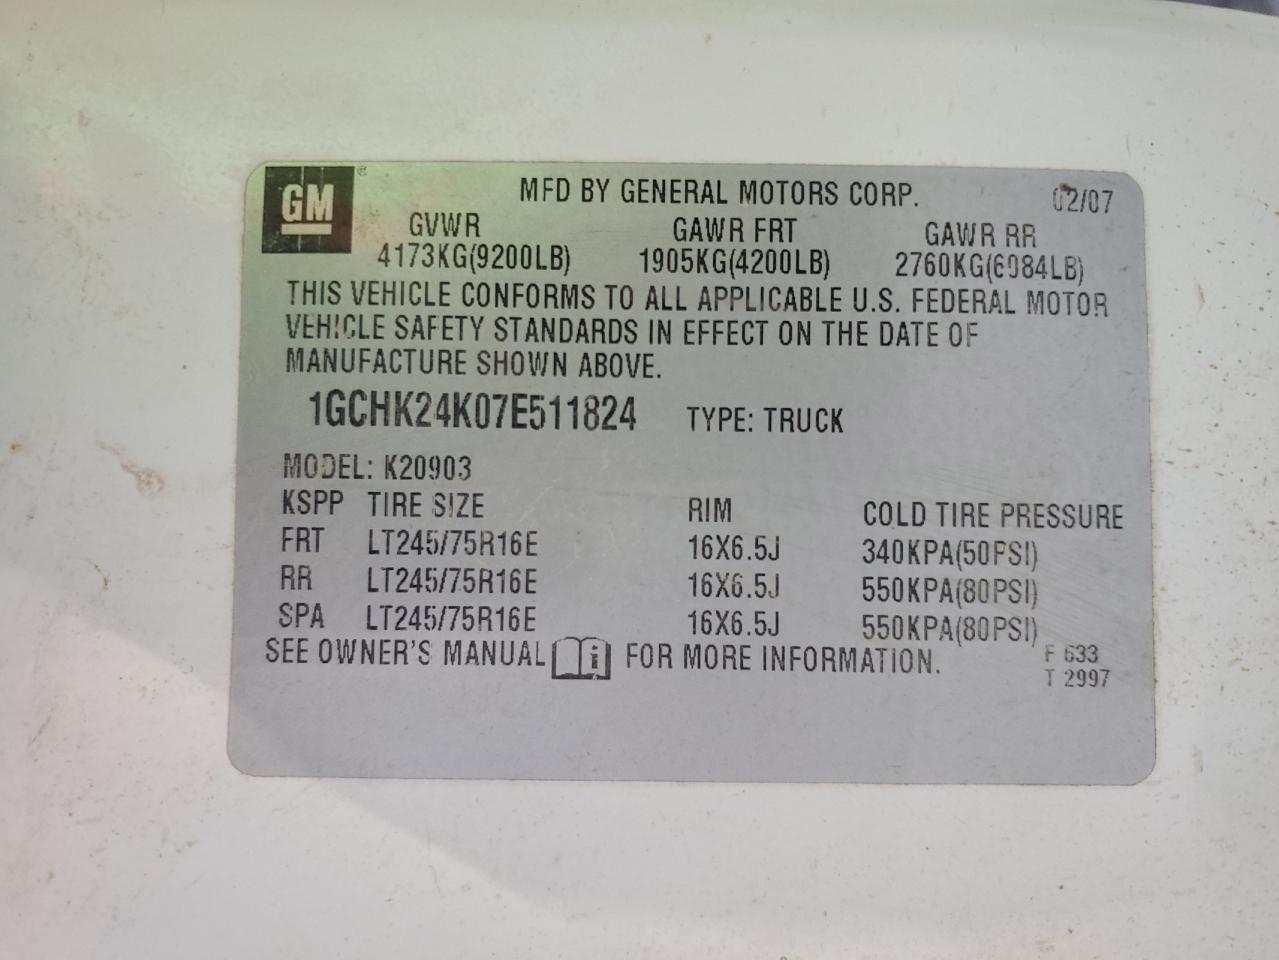 GM ® MFD BY GENERAL MOTORS CORP. 02/07
GVWR GAWR FRT GAWR RR
4173KG(9200LB) 1905KG(4200LB) 2760KG(6084LB)
THIS VEHICLE CONFORMS TO ALL APPLICABLE U.S. FEDERAL MOTOR
VEHICLE SAFETY STANDARDS IN EFFECT ON THE DATE OF
MANUFACTURE SHOWN ABOVE.
1GCHK24K07E511824 TYPE: TRUCK
MODEL: K20903
KSPP TIRE SIZE RIM COLD TIRE PRESSURE
FRT LT245/75R16E 16X6.5J 340KPA(50PSI)
RR LT245/75R16E 16X6.5J 550KPA(80PSI)
SPA LT245/75R16E 16X6.5J 550KPA(80PSI)
SEE OWNER'S MANUAL i FOR MORE INFORMATION. F 633
T 2997